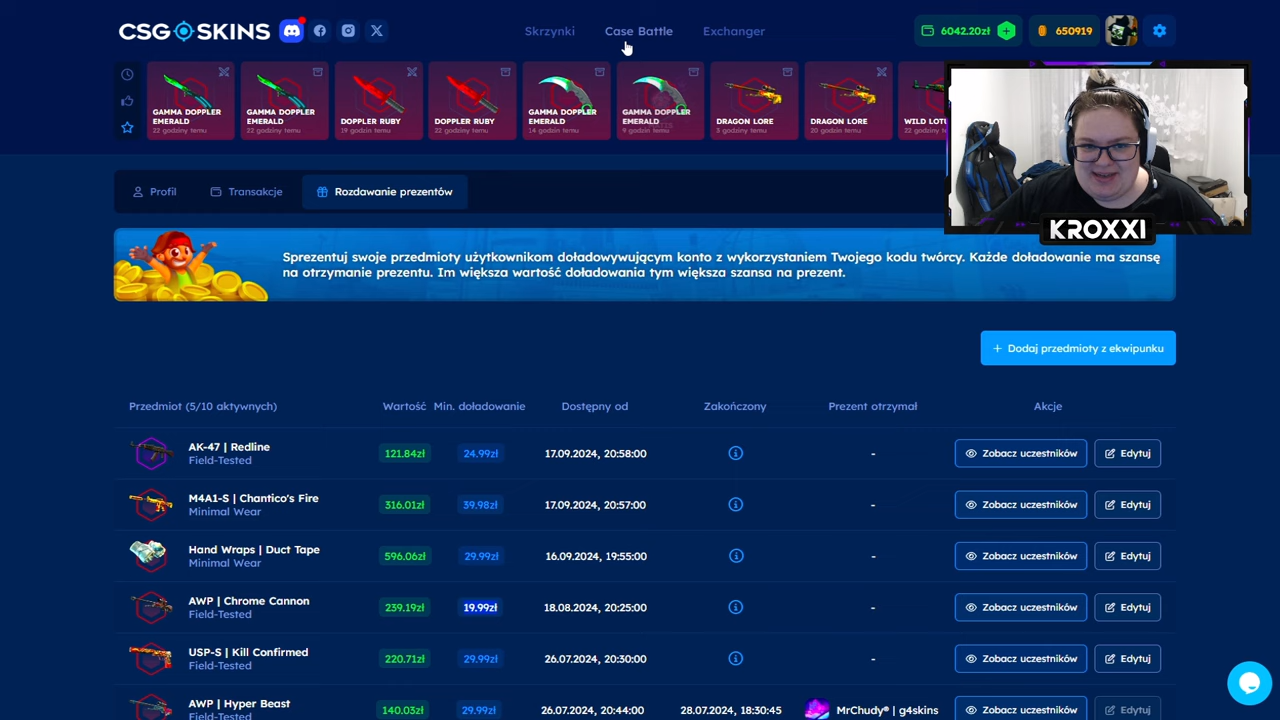 CSG SKINS
Skrzynki
Case Battle
Exchanger
6042.20zł
650919
GAMMA DOPPLER EMERALD
22 godziny temu
GAMMA DOPPLER EMERALD
22 godziny temu
DOPPLER RUBY
19 godzin temu
DOPPLER RUBY
22 godziny temu
GAMMA DOPPLER EMERALD
14 godzin temu
GAMMA DOPPLER EMERALD
9 godzin temu
DRAGON LORE
3 godziny temu
DRAGON LORE
20 godzin temu
WILD LOTU
KROXXI
Profil
Transakcje
Rozdawanie prezentów
Sprezentuj swoje przedmioty użytkownikom doładowywującym konto z wykorzystaniem Twojego kodu twórcy. Każde doładowanie ma szansę
na otrzymanie prezentu. Im większa wartość doładowania tym większa szansa na prezent.
+ Dodaj przedmioty z ekwipunku
Przedmiot (5/10 aktywnych) Wartość Min. doładowanie Dostępny od Zakończony Prezent otrzymał Akcje
AK-47 | Redline
Field-Tested
121.84zł 24.99zł 17.09.2024, 20:58:00 - Zobacz uczestników Edytuj
M4A1-S | Chantico's Fire
Minimal Wear
316.01zł 39.98zł 17.09.2024, 20:57:00 - Zobacz uczestników Edytuj
Hand Wraps | Duct Tape
Minimal Wear
596.06zł 29.99zł 16.09.2024, 19:55:00 - Zobacz uczestników Edytuj
AWP | Chrome Cannon
Field-Tested
239.19zł 19.99zł 18.08.2024, 20:25:00 - Zobacz uczestników Edytuj
USP-S | Kill Confirmed
Field-Tested
220.71zł 29.99zł 26.07.2024, 20:30:00 - Zobacz uczestników Edytuj
AWP | Hyper Beast
Field-Tested
140.03zł 29.99zł 26.07.2024, 20:44:00 28.07.2024, 18:30:45 MrChudy® | g4skins Zobacz uczestników Edytuj